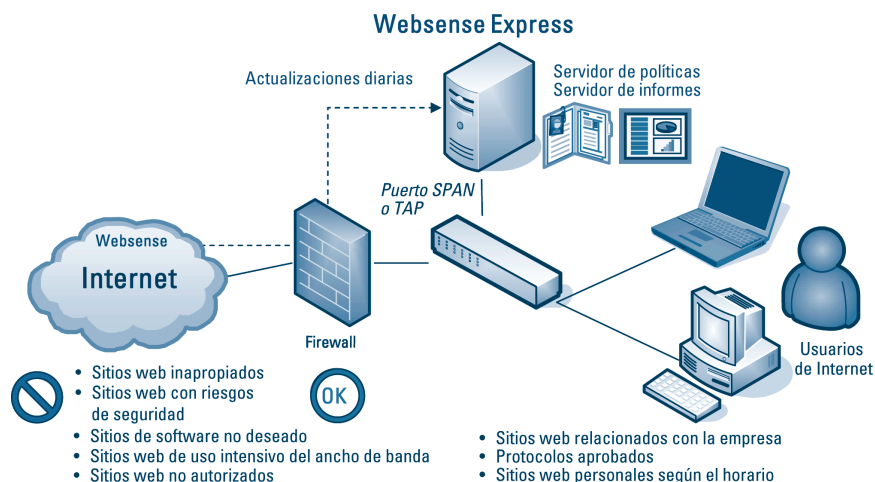 Websense Express
Actualizaciones diarias
Servidor de políticas
Servidor de informes
Puerto SPAN
o TAP
Websense
Internet
Firewall
Usuarios
de Internet
• Sitios web inapropiados
• Sitios web con riesgos
de seguridad
• Sitios de software no deseado
• Sitios web de uso intensivo del ancho de banda
• Sitios web no autorizados
OK
• Sitios web relacionados con la empresa
• Protocolos aprobados
• Sitios web personales según el horario